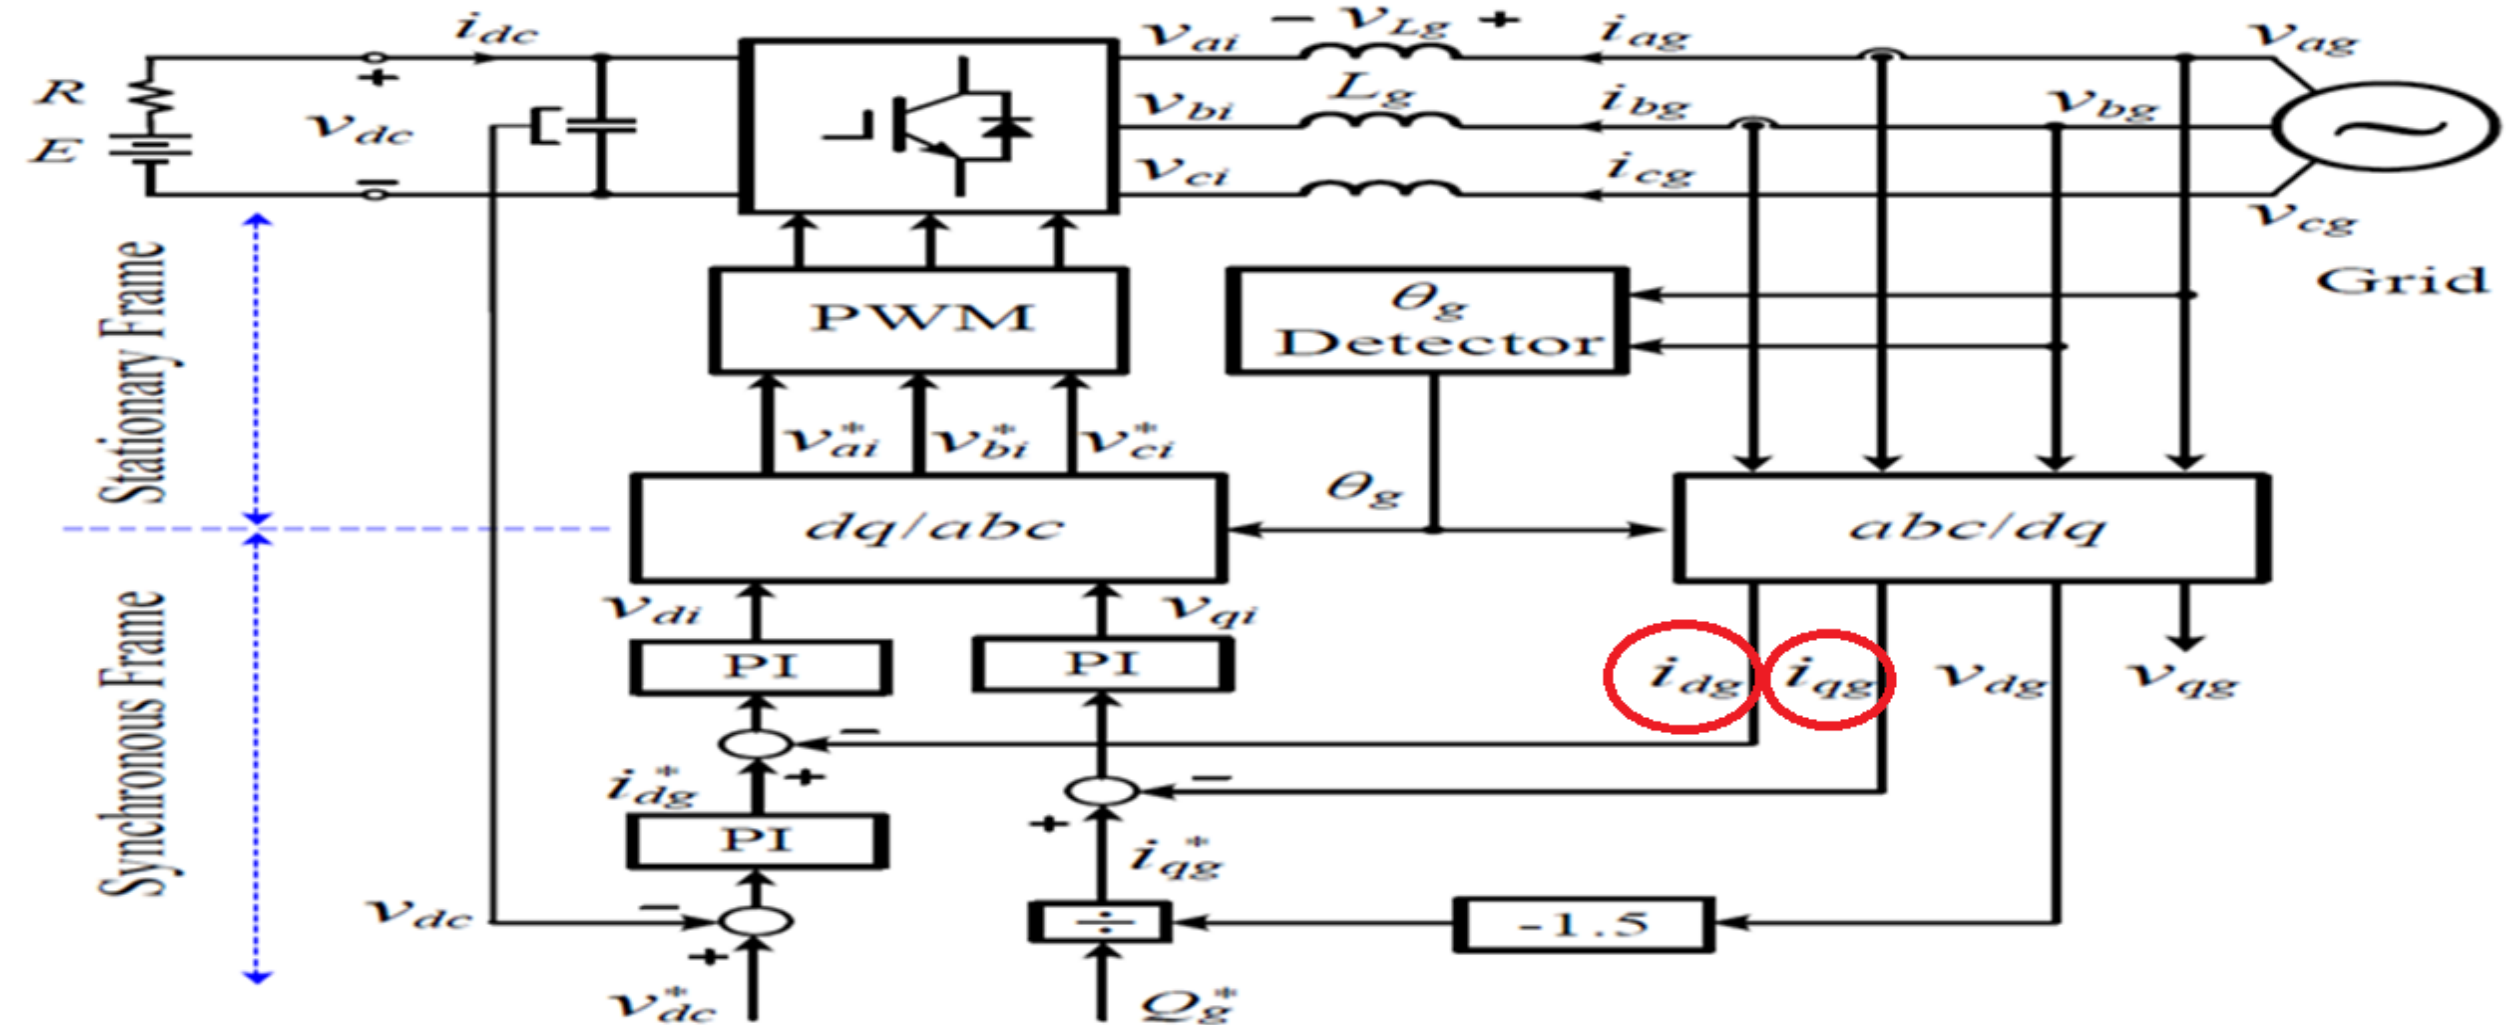 i_dc
v_ai
− v_Lg +
i_ag
v_ag
R
+
v_dc
E
−
v_bi
L_g
i_bg
v_bg
v_ci
i_cg
v_cg
Grid
Stationary Frame
PWM
θ_g
Detector
v*_ai
v*_bi
v*_ci
θ_g
dq/abc
abc/dq
Synchronous Frame
v_di
v_qi
PI
PI
i_dg
i_qg
v_dg
v_qg
−
+
i*_dg
−
+
PI
i*_qg
v_dc
−
÷
-1.5
+
v*_dc
Q*_g